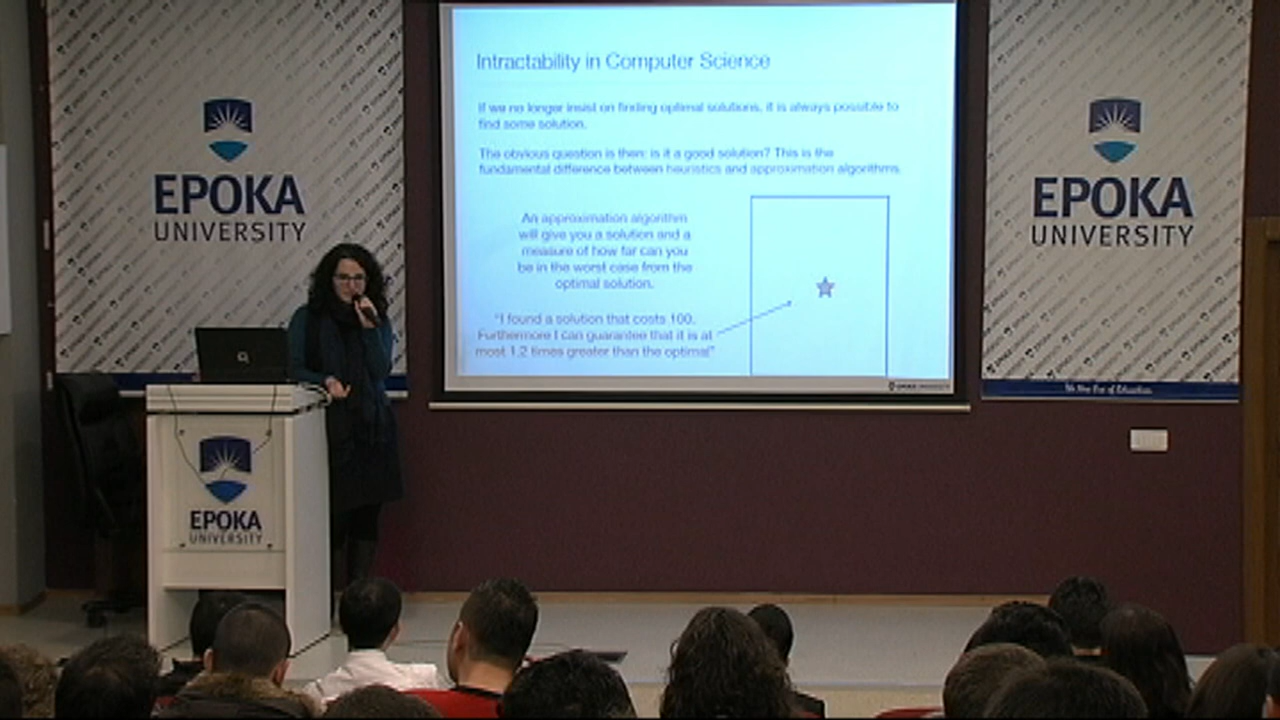 EPOKA
UNIVERSITY
Intractability in Computer Science
If we no longer insist on finding optimal solutions, it is always possible to
find some solution.
The obvious question is then: is it a good solution? This is the
fundamental difference between heuristics and approximation algorithms.
An approximation algorithm
will give you a solution and a
measure of how far can you
be in the worst case from the
optimal solution.
"I found a solution that costs 100.
Furthermore I can guarantee that it is at
most 1.2 times greater than the optimal"
EPOKA UNIVERSITY
EPOKA
UNIVERSITY
EPOKA
UNIVERSITY